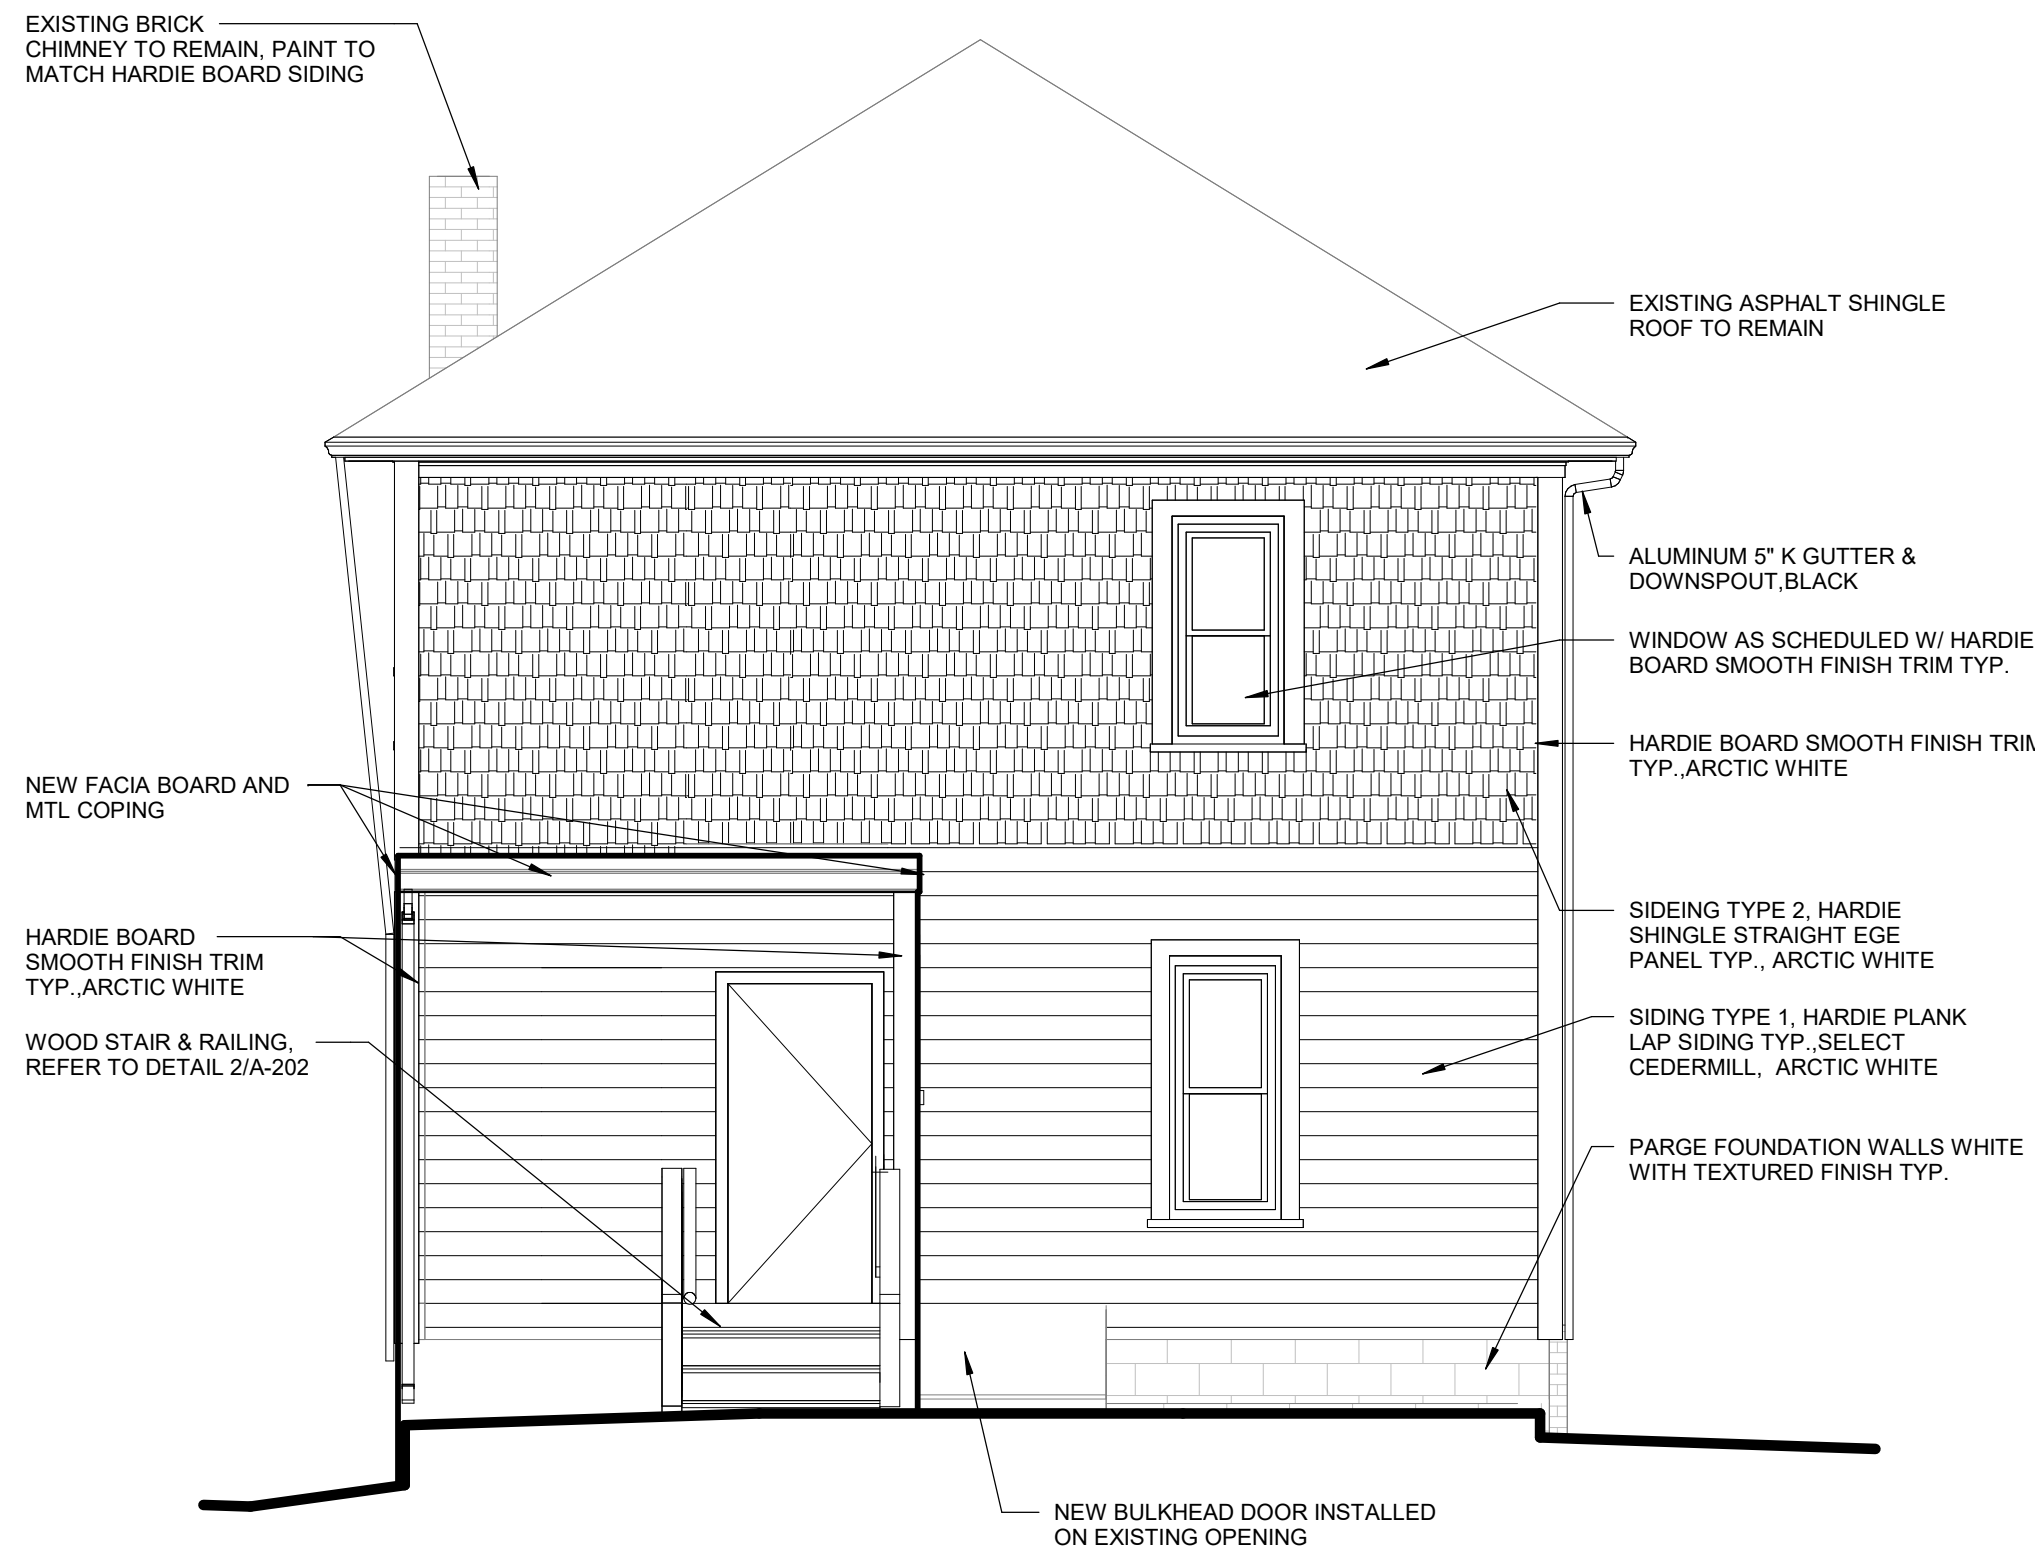 EXISTING BRICK
CHIMNEY TO REMAIN, PAINT TO
MATCH HARDIE BOARD SIDING
EXISTING ASPHALT SHINGLE
ROOF TO REMAIN
ALUMINUM 5" K GUTTER &
DOWNSPOUT,BLACK
WINDOW AS SCHEDULED W/ HARDIE
BOARD SMOOTH FINISH TRIM TYP.
HARDIE BOARD SMOOTH FINISH TRIM
TYP.,ARCTIC WHITE
NEW FACIA BOARD AND
MTL COPING
HARDIE BOARD
SMOOTH FINISH TRIM
TYP.,ARCTIC WHITE
WOOD STAIR & RAILING,
REFER TO DETAIL 2/A-202
SIDEING TYPE 2, HARDIE
SHINGLE STRAIGHT EGE
PANEL TYP., ARCTIC WHITE
SIDING TYPE 1, HARDIE PLANK
LAP SIDING TYP.,SELECT
CEDERMILL, ARCTIC WHITE
PARGE FOUNDATION WALLS WHITE
WITH TEXTURED FINISH TYP.
NEW BULKHEAD DOOR INSTALLED
ON EXISTING OPENING